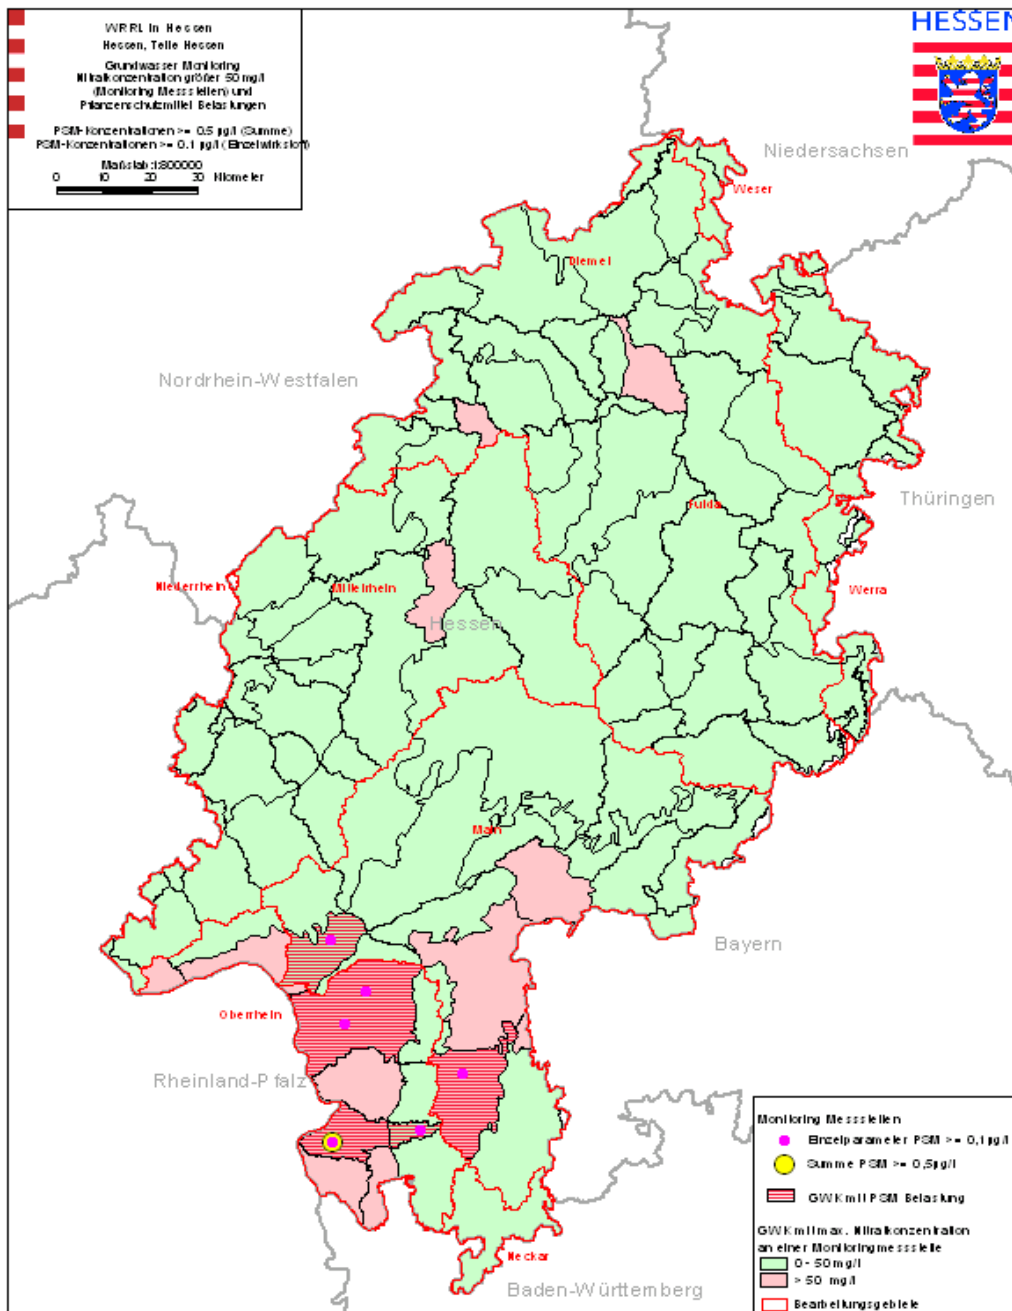 WRRL in Hessen
Hessen, Teile Hessen
Grundwasser Monitoring
Nitratkonzentration größer 50 mg/l
(Monitoring Messstellen) und
Pflanzenschutzmittel Belastungen
PSM-Konzentrationen >= 0.5 µg/l (Summe)
PSM-Konzentrationen >= 0.1 µg/l (Einzelwirkstoff)
Maßstab:1:800000
0 10 20 30 Kilometer
HESSEN
Niedersachsen
Weser
Diemel
Nordrhein-Westfalen
Thüringen
Fulda
Niederrhein
Mittelrhein
Werra
Hessen
Main
Bayern
Oberrhein
Rheinland-Pfalz
Neckar
Baden-Württemberg
Monitoring Messstellen
Einzelparameter PSM >= 0,1µg/l
Summe PSM >= 0,5µg/l
GWK mit PSM Belastung
GWK mit max. Nitratkonzentration
an einer Monitoringmessstelle
0 - 50 mg/l
> 50 mg/l
Bearbeitungsgebiete